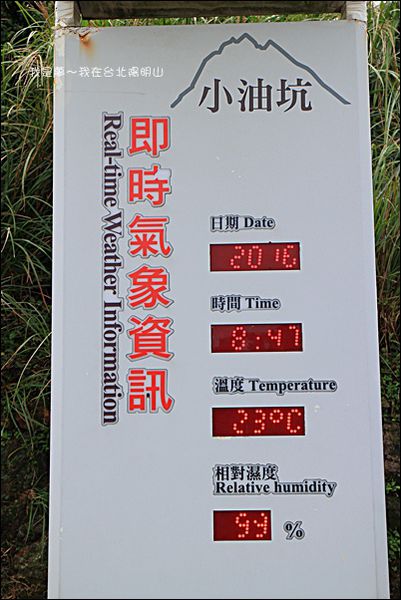 我是夢～我在台北陽明山
小油坑
即時氣象資訊
Real-time Weather Information
日期 Date
2016
時間 Time
8:47
溫度 Temperature
23°C
相對濕度
Relative humidity
99 %